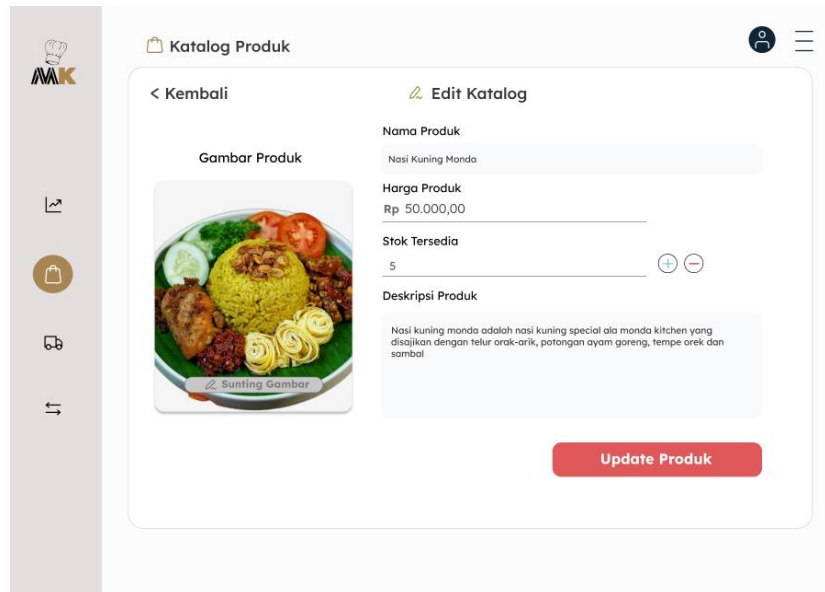 MK
Katalog Produk
< Kembali
Edit Katalog
Gambar Produk
Sunting Gambar
Nama Produk
Nasi Kuning Monda
Harga Produk
Rp 50.000,00
Stok Tersedia
5
Deskripsi Produk
Nasi kuning monda adalah nasi kuning special ala monda kitchen yang
disajikan dengan telur orak-arik, potongan ayam goreng, tempe orek dan
sambal
Update Produk